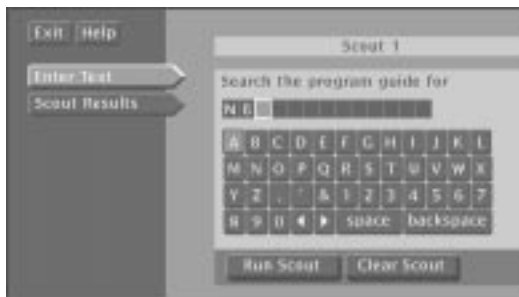 Exit Help
Scout 1
Enter Text
Scout Results
Search the program guide for
N B
A B C D E F G H I J K L
M N O P Q R S T U V W X
Y Z . ' & 1 2 3 4 5 6 7
8 9 0 ◄ ► space backspace
Run Scout Clear Scout